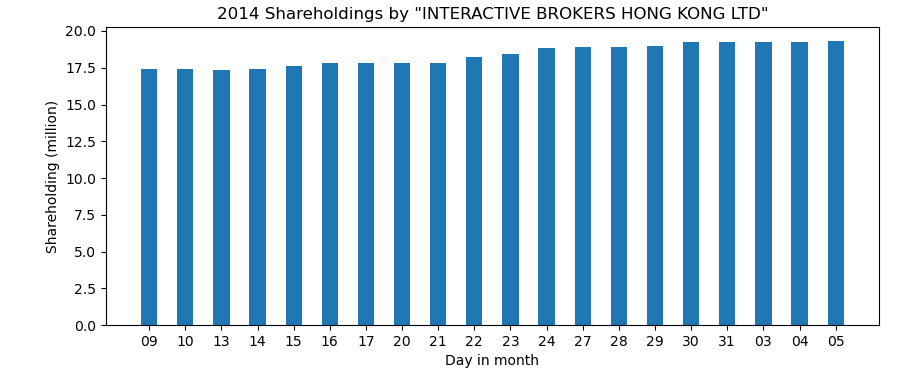 2014 Shareholdings by "INTERACTIVE BROKERS HONG KONG LTD"
Shareholding (million)
20.0
17.5
15.0
12.5
10.0
7.5
5.0
2.5
0.0
09 10 13 14 15 16 17 20 21 22 23 24 27 28 29 30 31 03 04 05
Day in month